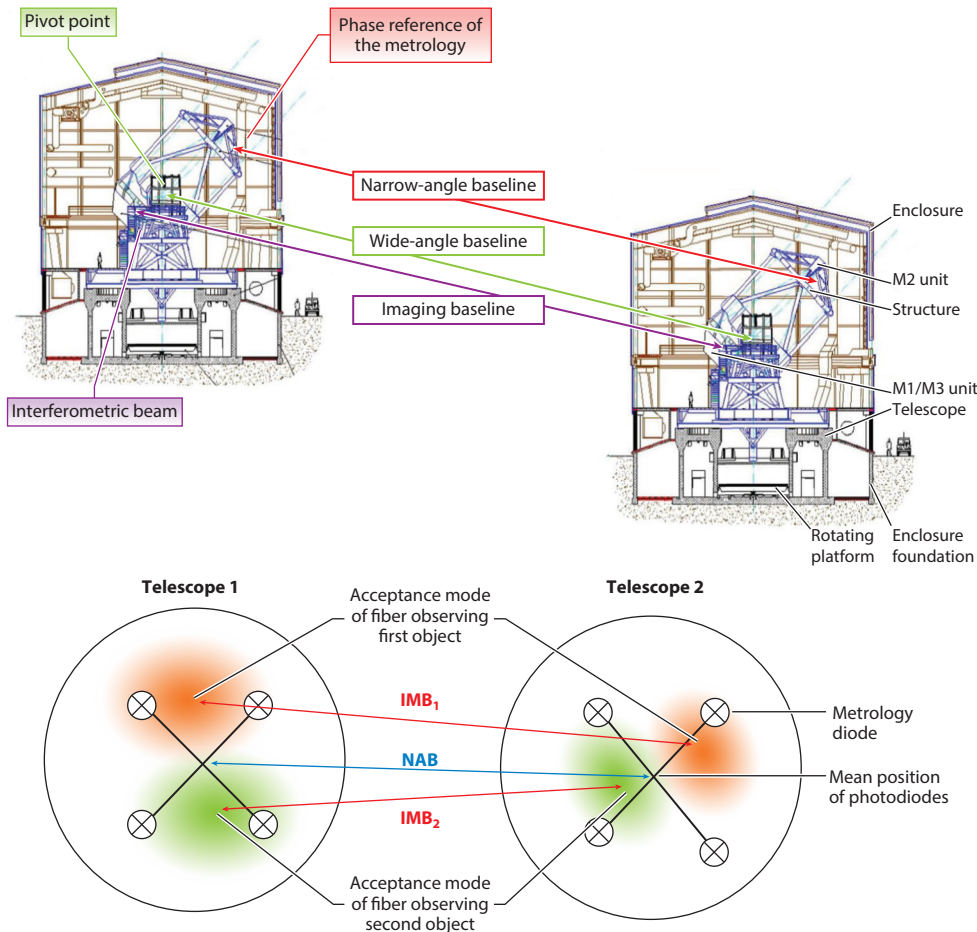 Pivot point
Phase reference of
the metrology
Narrow-angle baseline
Wide-angle baseline
Imaging baseline
Interferometric beam
Enclosure
M2 unit
Structure
M1/M3 unit
Telescope
Rotating
platform
Enclosure
foundation
Telescope 1
Telescope 2
Acceptance mode
of fiber observing
first object
IMB1
NAB
IMB2
Metrology
diode
Mean position
of photodiodes
Acceptance mode
of fiber observing
second object